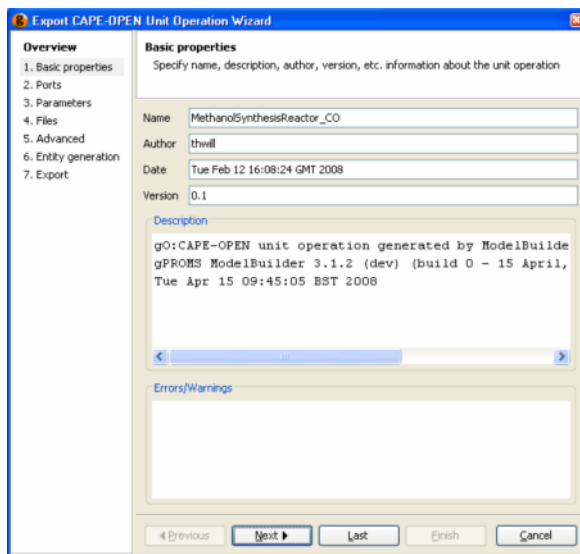 Export CAPE-OPEN Unit Operation Wizard
Overview
1. Basic properties
2. Ports
3. Parameters
4. Files
5. Advanced
6. Entity generation
7. Export
Basic properties
Specify name, description, author, version, etc. information about the unit operation
Name MethanolSynthesisReactor_CO
Author thwill
Date Tue Feb 12 16:08:24 GMT 2008
Version 0.1
Description
gO:CAPE-OPEN unit operation generated by ModelBuilde
gPROMS ModelBuilder 3.1.2 (dev) (build 0 - 15 April,
Tue Apr 15 09:45:05 BST 2008
Errors/Warnings
Previous Next Last Finish Cancel